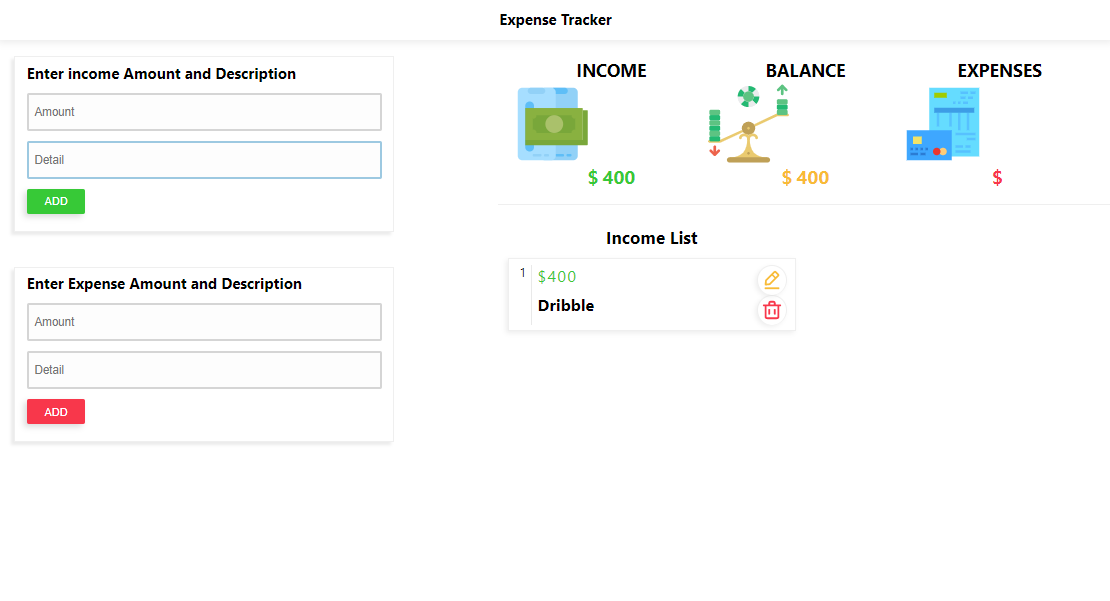 Expense Tracker
Enter income Amount and Description
Amount
Detail
ADD
Enter Expense Amount and Description
Amount
Detail
ADD
INCOME
$ 400
BALANCE
$ 400
EXPENSES
$
Income List
1
$400
Dribble